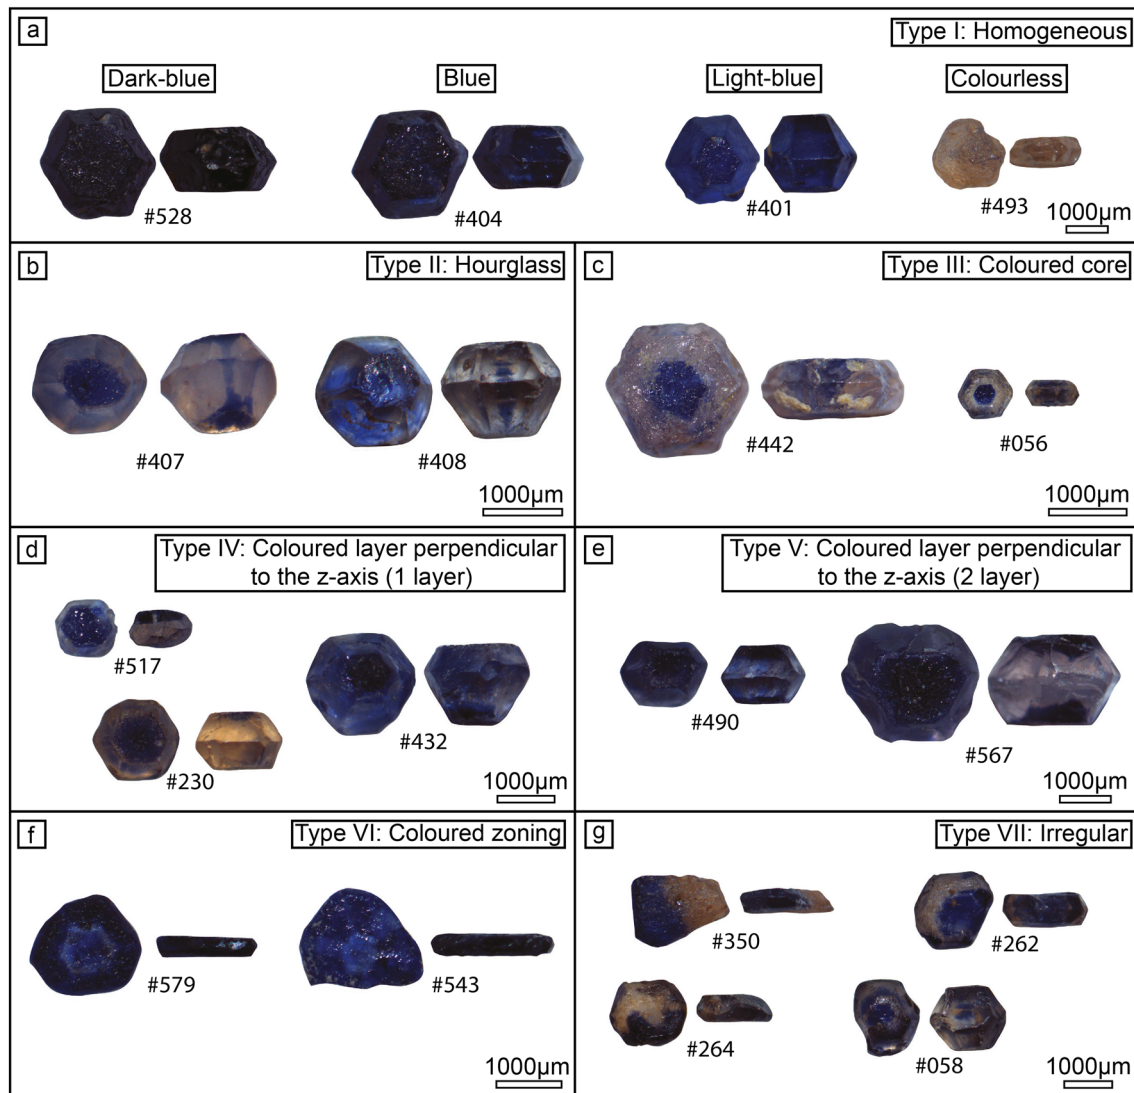 a
Type I: Homogeneous
Dark-blue
Blue
Light-blue
Colourless
#528
#404
#401
#493
1000µm
b
Type II: Hourglass
#407
#408
1000µm
c
Type III: Coloured core
#442
#056
1000µm
d
Type IV: Coloured layer perpendicular
to the z-axis (1 layer)
#517
#230
#432
1000µm
e
Type V: Coloured layer perpendicular
to the z-axis (2 layer)
#490
#567
1000µm
f
Type VI: Coloured zoning
#579
#543
1000µm
g
Type VII: Irregular
#350
#262
#264
#058
1000µm